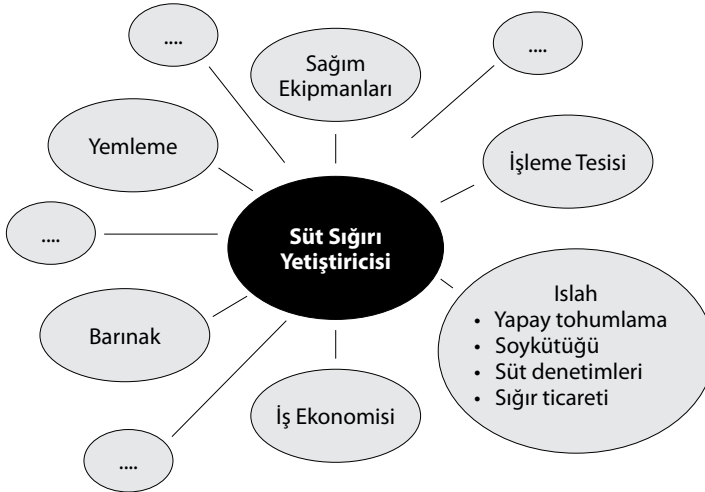 ....
....
Sağım
Ekipmanları
Yemleme
İşleme Tesisi
....
Süt Sığırı
Yetiştiricisi
Islah
• Yapay tohumlama
• Soykütüğü
• Süt denetimleri
• Sığır ticareti
Barınak
İş Ekonomisi
....